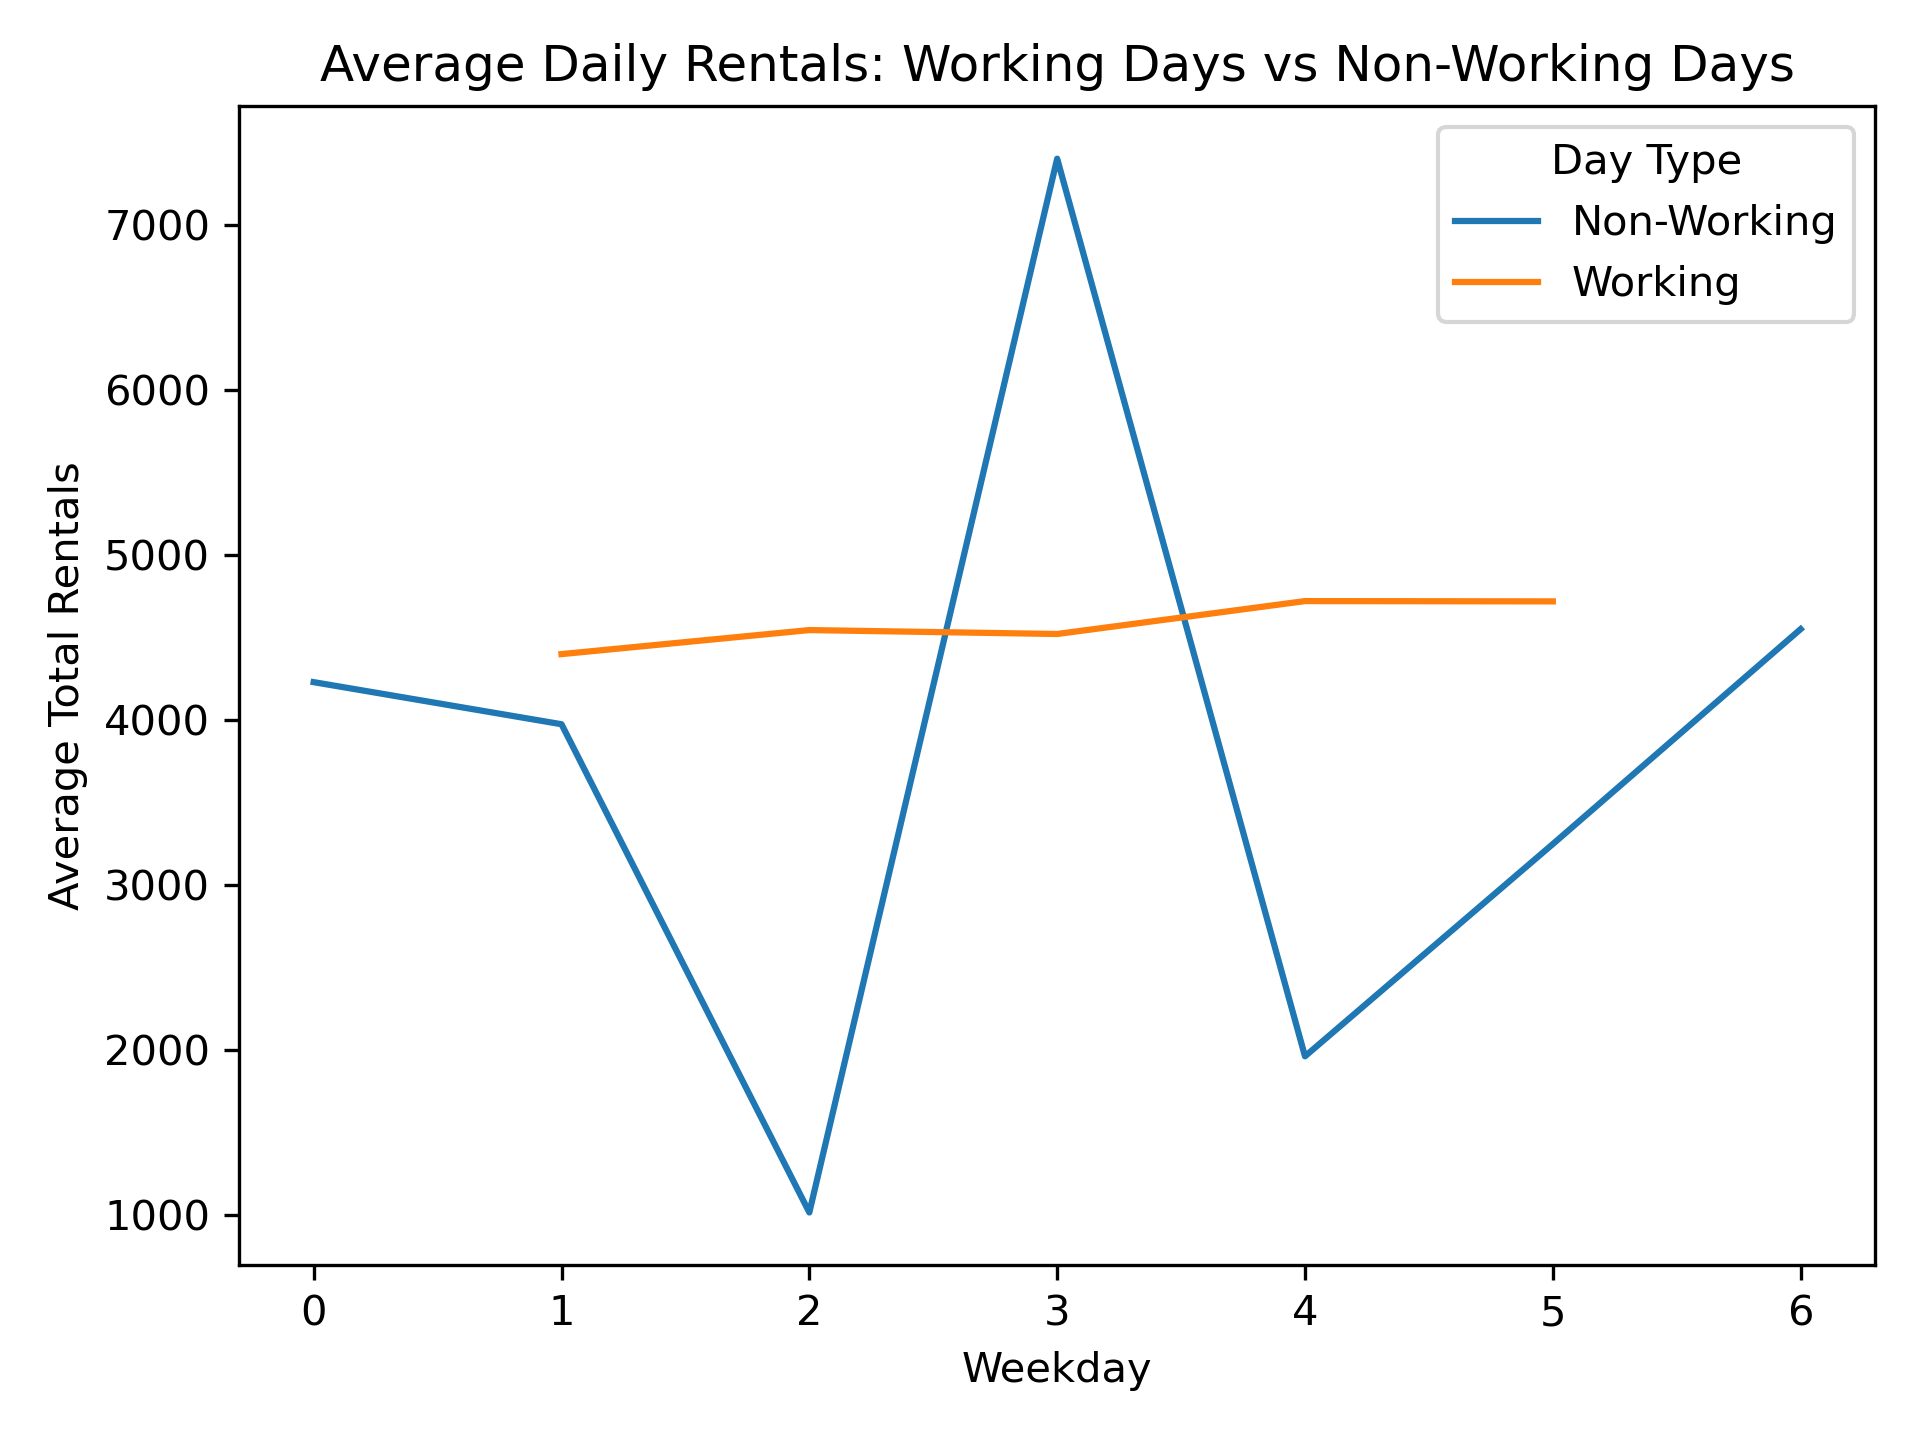 Average Daily Rentals: Working Days vs Non-Working Days
Day Type
Non-Working
Working
7000
6000
5000
4000
3000
2000
1000
Average Total Rentals
0 1 2 3 4 5 6
Weekday